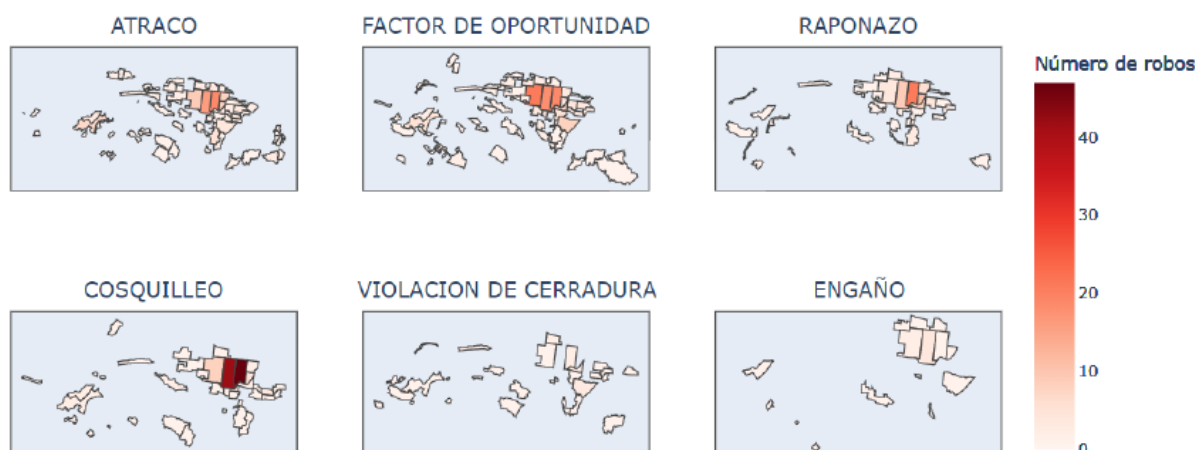 ATRACO
FACTOR DE OPORTUNIDAD
RAPONAZO
Número de robos
40
30
20
10
0
COSQUILLEO
VIOLACION DE CERRADURA
ENGAÑO